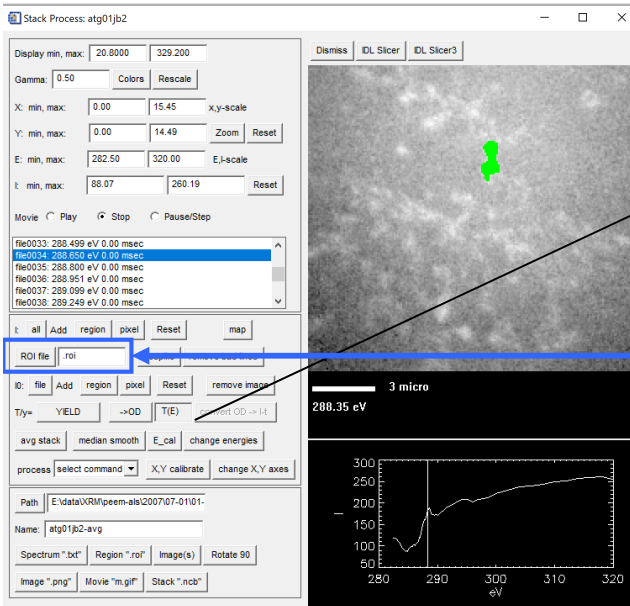 Stack Process: atg01jb2
Display min, max: 20.8000 329.200
Gamma: 0.50 Colors Rescale
X: min, max: 0.00 15.45 x,y-scale
Y: min, max: 0.00 14.49 Zoom Reset
E: min, max: 282.50 320.00 E,I-scale
I: min, max: 88.07 260.19 Reset
Movie Play Stop Pause/Step
file0033: 288.499 eV 0.00 msec
file0034: 288.650 eV 0.00 msec
file0035: 288.800 eV 0.00 msec
file0036: 288.951 eV 0.00 msec
file0037: 289.099 eV 0.00 msec
file0038: 289.249 eV 0.00 msec
I: all Add region pixel Reset map
ROI file .roi
I0: file Add region pixel Reset remove image
T/y= YIELD ->OD T(E) convert OD -> I-t
avg stack median smooth E_cal change energies
process select command X,Y calibrate change X,Y axes
Path E:\data\XRM\peem-als\2007\07-01\01-
Name: atg01jb2-avg
Spectrum ".txt" Region ".roi" Image(s) Rotate 90
Image ".png" Movie "m.gif" Stack ".ncb"
Dismiss IDL Slicer IDL Slicer3
3 micro
288.35 eV
300
250
200
150
100
50
I
280 290 300 310 320
eV